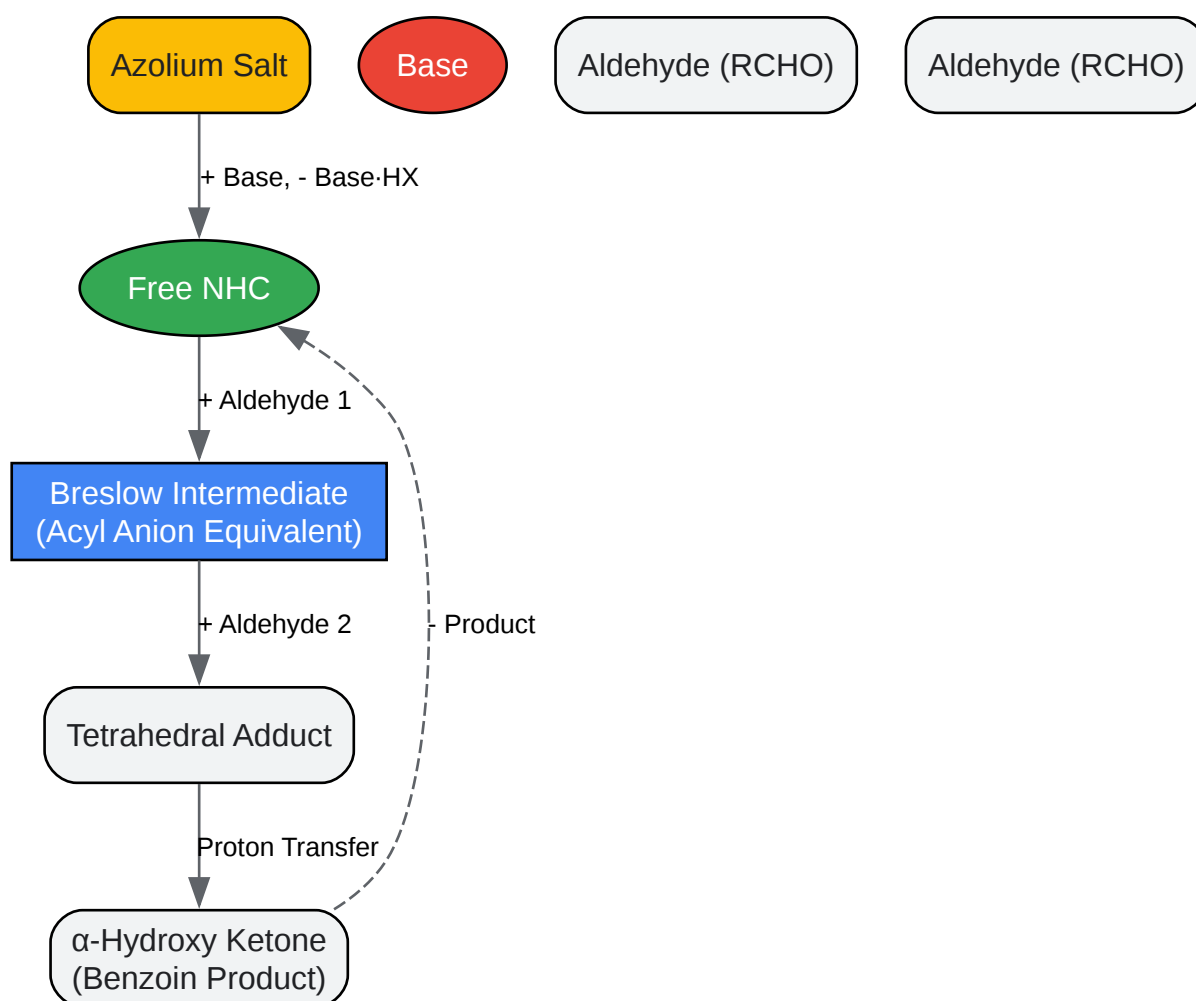 Azolium Salt
Base
Aldehyde (RCHO)
Aldehyde (RCHO)
+ Base, - Base·HX
Free NHC
+ Aldehyde 1
Breslow Intermediate
(Acyl Anion Equivalent)
+ Aldehyde 2
- Product
Tetrahedral Adduct
Proton Transfer
α-Hydroxy Ketone
(Benzoin Product)